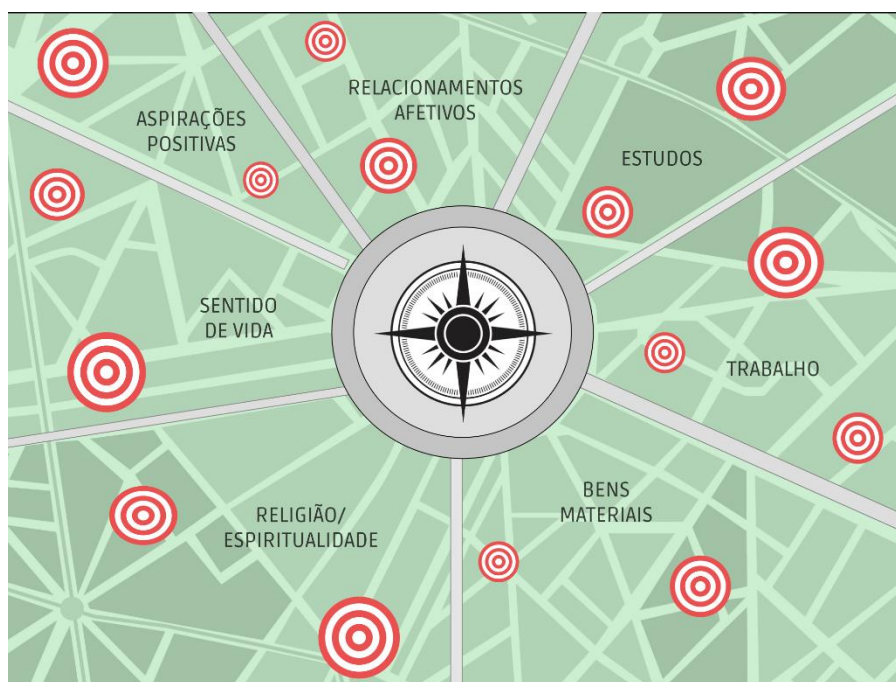 RELACIONAMENTOS
AFETIVOS
ASPIRAÇÕES
POSITIVAS
ESTUDOS
SENTIDO
DE VIDA
TRABALHO
BENS
MATERIAIS
RELIGIÃO/
ESPIRITUALIDADE